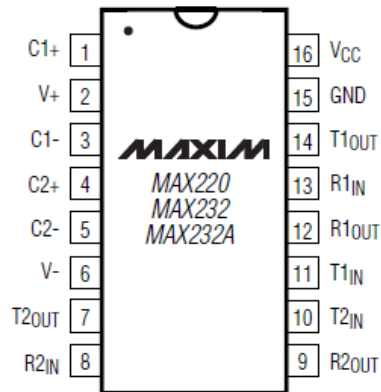 C1+ 1 16 VCC
V+ 2 15 GND
C1- 3 14 T1OUT
MAXIM
C2+ 4 MAX220 13 R1IN
MAX232
C2- 5 MAX232A 12 R1OUT
V- 6 11 T1IN
T2OUT 7 10 T2IN
R2IN 8 9 R2OUT